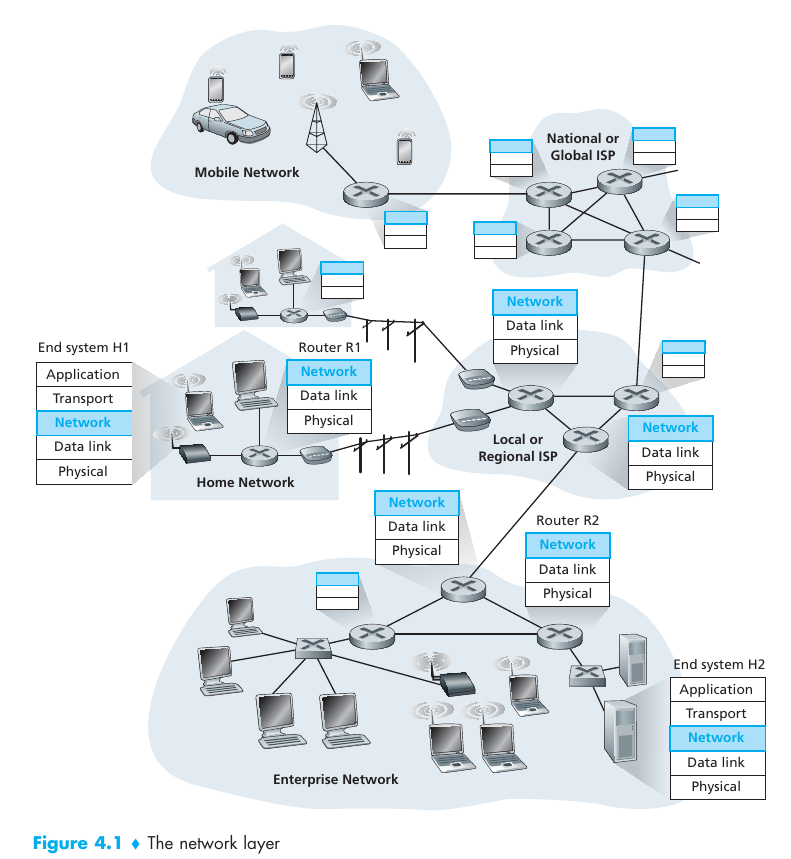 National or
Global ISP
Mobile Network
Network
Data link
Physical
End system H1
Application
Transport
Network
Data link
Physical
Router R1
Network
Data link
Physical
Local or
Regional ISP
Network
Data link
Physical
Home Network
Network
Data link
Physical
Router R2
Network
Data link
Physical
End system H2
Application
Transport
Network
Data link
Physical
Enterprise Network
Figure 4.1 ♦ The network layer